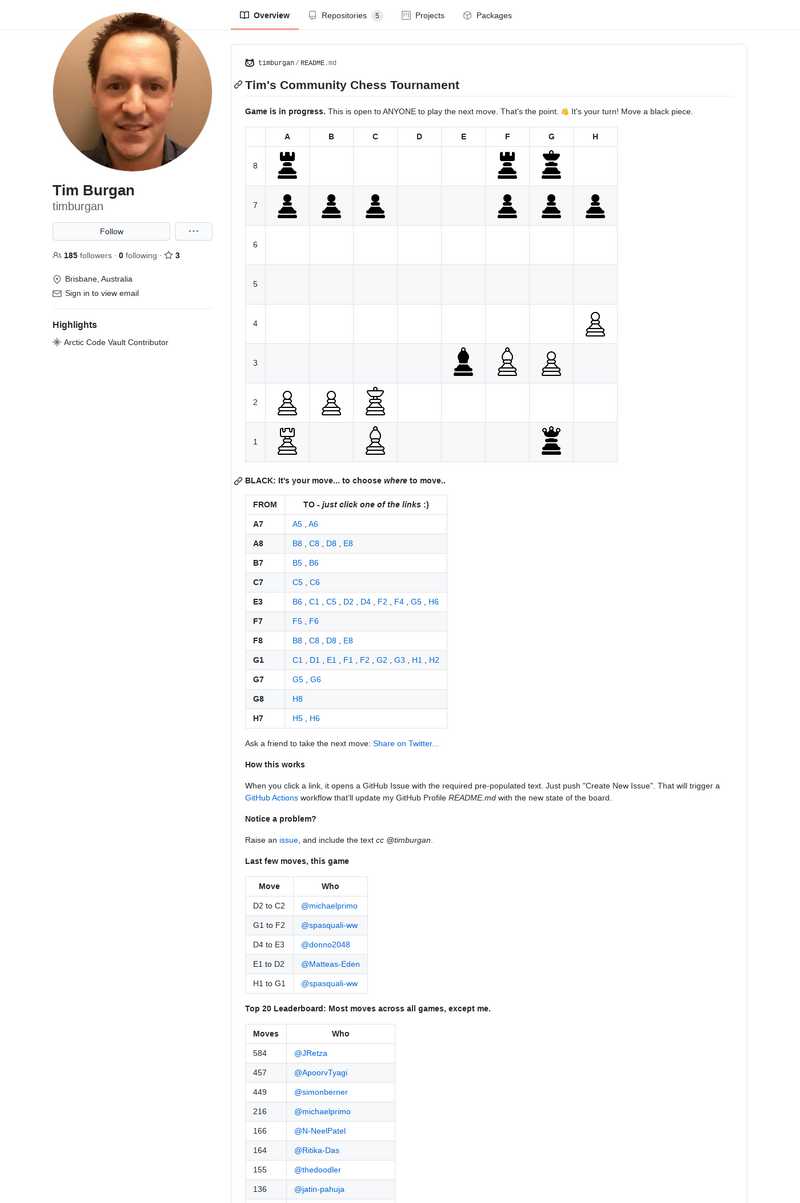 Overview Repositories 5 Projects Packages
Tim Burgan
timburgan
Follow ...
185 followers · 0 following · 3
Brisbane, Australia
Sign in to view email
Highlights
Arctic Code Vault Contributor
timburgan/README.md
Tim's Community Chess Tournament
Game is in progress. This is open to ANYONE to play the next move. That's the point. 👋 It's your turn! Move a black piece.
A B C D E F G H
8
7
6
5
4
3
2
1
BLACK: It's your move... to choose where to move..
FROM TO - just click one of the links :)
A7 A5 , A6
A8 B8 , C8 , D8 , E8
B7 B5 , B6
C7 C5 , C6
E3 B6 , C1 , C5 , D2 , D4 , F2 , F4 , G5 , H6
F7 F5 , F6
F8 B8 , C8 , D8 , E8
G1 C1 , D1 , E1 , F1 , F2 , G2 , G3 , H1 , H2
G7 G5 , G6
G8 H8
H7 H5 , H6
Ask a friend to take the next move: Share on Twitter...
How this works
When you click a link, it opens a GitHub Issue with the required pre-populated text. Just push "Create New Issue". That will trigger a
GitHub Actions workflow that'll update my GitHub Profile README.md with the new state of the board.
Notice a problem?
Raise an issue, and include the text cc @timburgan.
Last few moves, this game
Move Who
D2 to C2 @michaelprimo
G1 to F2 @spasquali-ww
D4 to E3 @donno2048
E1 to D2 @Matteas-Eden
H1 to G1 @spasquali-ww
Top 20 Leaderboard: Most moves across all games, except me.
Moves Who
584 @JRetza
457 @ApoorvTyagi
449 @simonberner
216 @michaelprimo
166 @N-NeelPatel
164 @Ritika-Das
155 @thedoodler
136 @jatin-pahuja